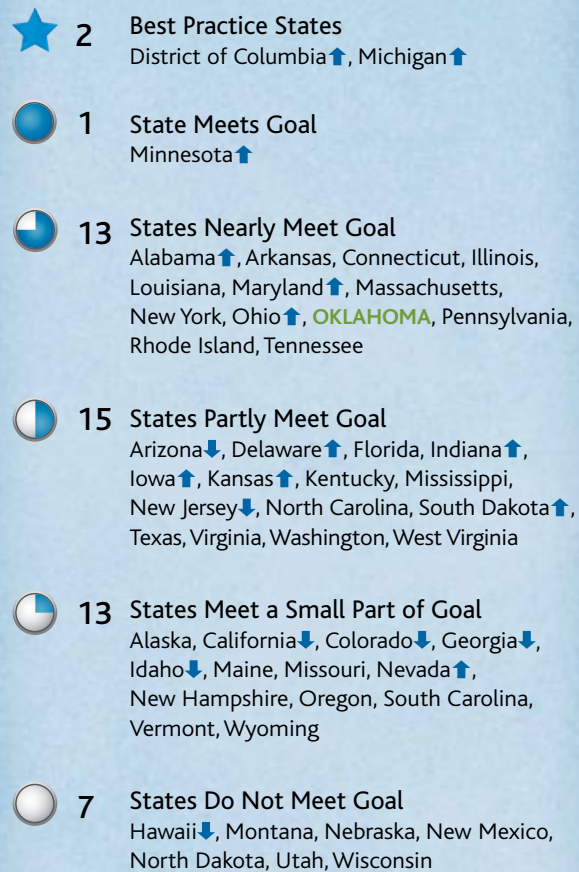 2 Best Practice States
District of Columbia⬆, Michigan⬆
1 State Meets Goal
Minnesota⬆
13 States Nearly Meet Goal
Alabama⬆, Arkansas, Connecticut, Illinois,
Louisiana, Maryland⬆, Massachusetts,
New York, Ohio⬆, OKLAHOMA, Pennsylvania,
Rhode Island, Tennessee
15 States Partly Meet Goal
Arizona⬇, Delaware⬆, Florida, Indiana⬆,
Iowa⬆, Kansas⬆, Kentucky, Mississippi,
New Jersey⬇, North Carolina, South Dakota⬆,
Texas, Virginia, Washington, West Virginia
13 States Meet a Small Part of Goal
Alaska, California⬇, Colorado⬇, Georgia⬇,
Idaho⬇, Maine, Missouri, Nevada⬆,
New Hampshire, Oregon, South Carolina,
Vermont, Wyoming
7 States Do Not Meet Goal
Hawaii⬇, Montana, Nebraska, New Mexico,
North Dakota, Utah, Wisconsin